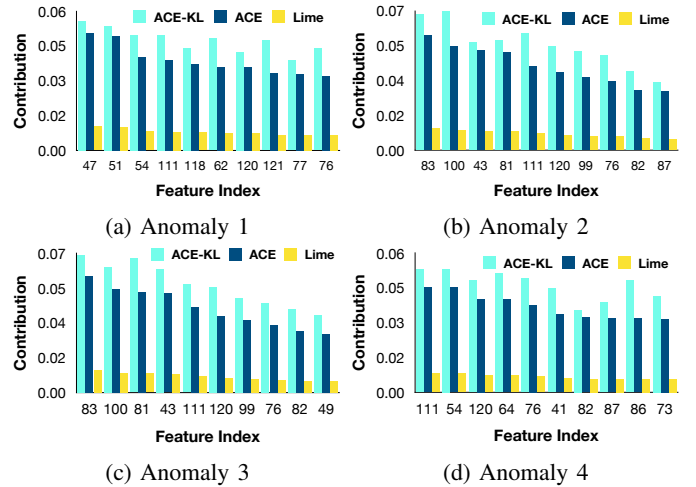 ACE-KL ACE Lime
Contribution
0.06
0.05
0.03
0.02
0.00
47 51 54 111 118 62 120 121 77 76
Feature Index
(a) Anomaly 1
ACE-KL ACE Lime
Contribution
0.07
0.05
0.04
0.02
0.00
83 100 43 81 111 120 99 76 82 87
Feature Index
(b) Anomaly 2
ACE-KL ACE Lime
Contribution
0.07
0.05
0.04
0.02
0.00
83 100 81 43 111 120 99 76 82 49
Feature Index
(c) Anomaly 3
ACE-KL ACE Lime
Contribution
0.06
0.05
0.03
0.02
0.00
111 54 120 64 76 41 82 87 86 73
Feature Index
(d) Anomaly 4